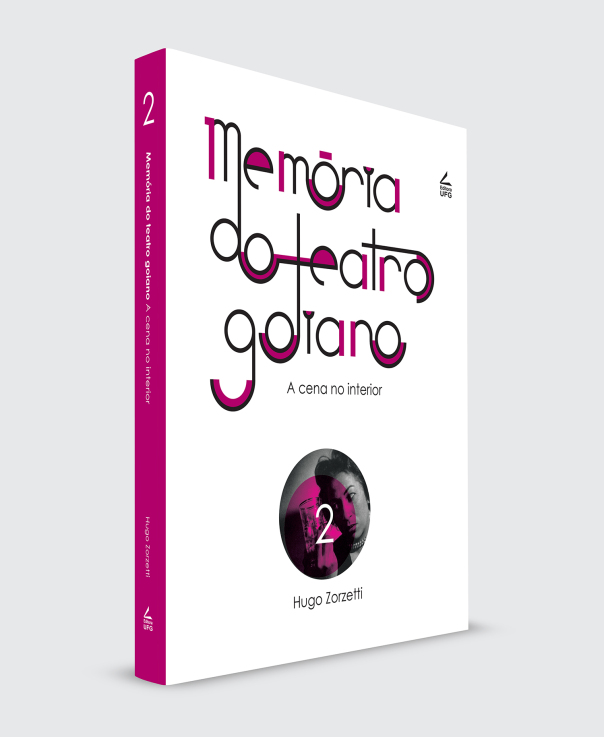 2
Memória do teatro goiano A cena no interior
Hugo Zorzetti
Editora
UFG
memória
do teatro
goiano
A cena no interior
Editora
UFG
2
Hugo Zorzetti